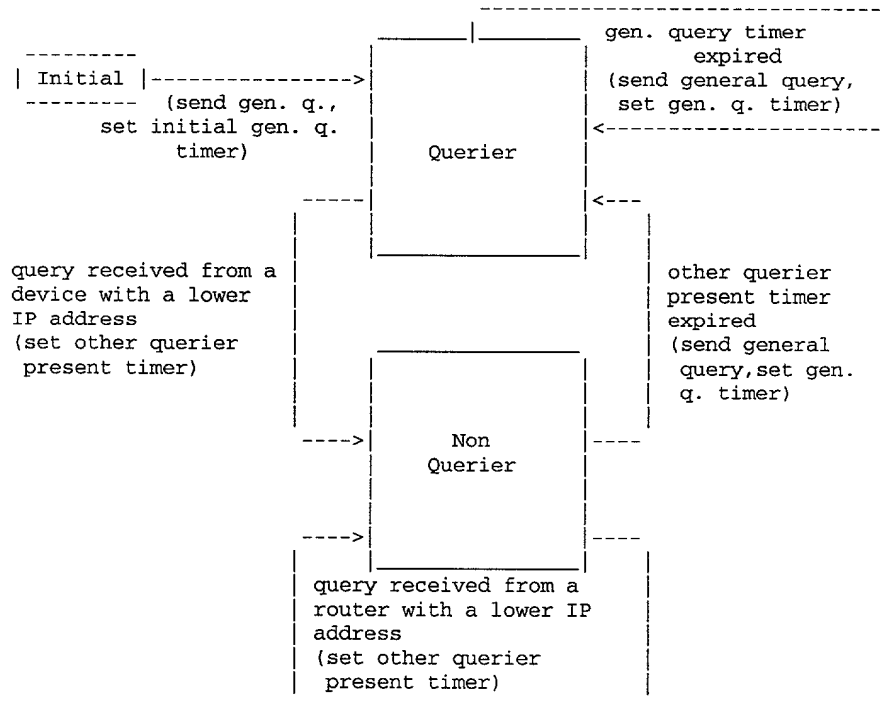 gen. query timer
expired
(send general query,
set gen. q. timer)
Initial
(send gen. q.,
set initial gen. q.
timer)
Querier
query received from a
device with a lower
IP address
(set other querier
present timer)
other querier
present timer
expired
(send general
query,set gen.
q. timer)
Non
Querier
query received from a
router with a lower IP
address
(set other querier
present timer)